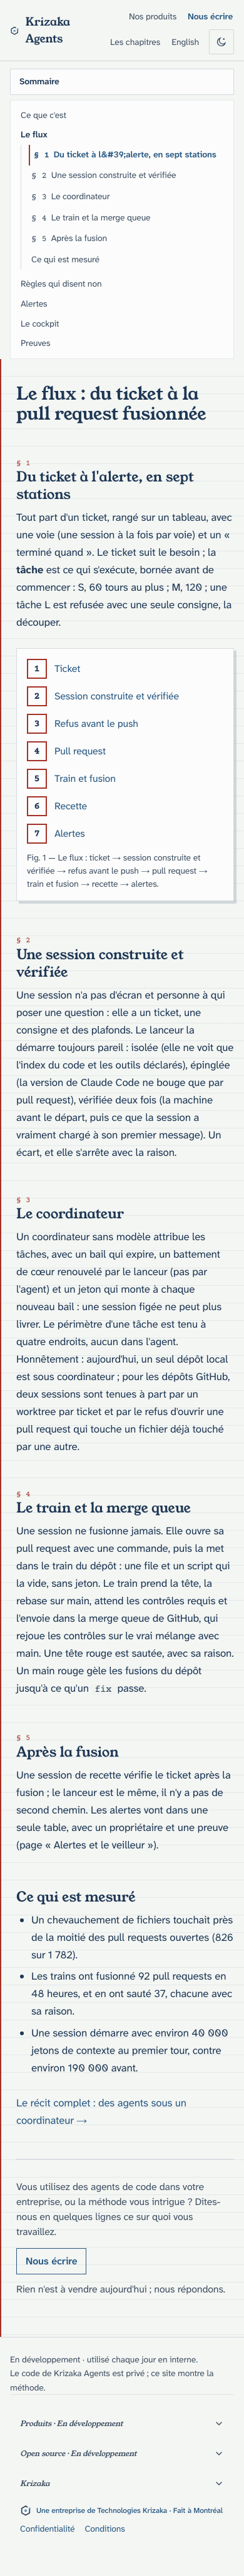 Krizaka
Agents
Nos produits Nous écrire
Les chapitres English
Sommaire
Ce que c'est
Le flux
§ 1 Du ticket à l&#39;alerte, en sept stations
§ 2 Une session construite et vérifiée
§ 3 Le coordinateur
§ 4 Le train et la merge queue
§ 5 Après la fusion
Ce qui est mesuré
Règles qui disent non
Alertes
Le cockpit
Preuves
Le flux : du ticket à la
pull request fusionnée
§ 1
Du ticket à l'alerte, en sept
stations
Tout part d'un ticket, rangé sur un tableau, avec
une voie (une session à la fois par voie) et un «
terminé quand ». Le ticket suit le besoin ; la
tâche est ce qui s'exécute, bornée avant de
commencer : S, 60 tours au plus ; M, 120 ; une
tâche L est refusée avec une seule consigne, la
découper.
1 Ticket
2 Session construite et vérifiée
3 Refus avant le push
4 Pull request
5 Train et fusion
6 Recette
7 Alertes
Fig. 1 — Le flux : ticket → session construite et
vérifiée → refus avant le push → pull request →
train et fusion → recette → alertes.
§ 2
Une session construite et
vérifiée
Une session n'a pas d'écran et personne à qui
poser une question : elle a un ticket, une
consigne et des plafonds. Le lanceur la
démarre toujours pareil : isolée (elle ne voit que
l'index du code et les outils déclarés), épinglée
(la version de Claude Code ne bouge que par
pull request), vérifiée deux fois (la machine
avant le départ, puis ce que la session a
vraiment chargé à son premier message). Un
écart, et elle s'arrête avec la raison.
§ 3
Le coordinateur
Un coordinateur sans modèle attribue les
tâches, avec un bail qui expire, un battement
de cœur renouvelé par le lanceur (pas par
l'agent) et un jeton qui monte à chaque
nouveau bail : une session figée ne peut plus
livrer. Le périmètre d'une tâche est tenu à
quatre endroits, aucun dans l'agent.
Honnêtement : aujourd'hui, un seul dépôt local
est sous coordinateur ; pour les dépôts GitHub,
deux sessions sont tenues à part par un
worktree par ticket et par le refus d'ouvrir une
pull request qui touche un fichier déjà touché
par une autre.
§ 4
Le train et la merge queue
Une session ne fusionne jamais. Elle ouvre sa
pull request avec une commande, puis la met
dans le train du dépôt : une file et un script qui
la vide, sans jeton. Le train prend la tête, la
rebase sur main, attend les contrôles requis et
l'envoie dans la merge queue de GitHub, qui
rejoue les contrôles sur le vrai mélange avec
main. Une tête rouge est sautée, avec sa raison.
Un main rouge gèle les fusions du dépôt
jusqu'à ce qu'un fix passe.
§ 5
Après la fusion
Une session de recette vérifie le ticket après la
fusion ; le lanceur est le même, il n'y a pas de
second chemin. Les alertes vont dans une
seule table, avec un propriétaire et une preuve
(page « Alertes et le veilleur »).
Ce qui est mesuré
Un chevauchement de fichiers touchait près
de la moitié des pull requests ouvertes (826
sur 1 782).
Les trains ont fusionné 92 pull requests en
48 heures, et en ont sauté 37, chacune avec
sa raison.
Une session démarre avec environ 40 000
jetons de contexte au premier tour, contre
environ 190 000 avant.
Le récit complet : des agents sous un
coordinateur →
Vous utilisez des agents de code dans votre
entreprise, ou la méthode vous intrigue ? Dites-
nous en quelques lignes ce sur quoi vous
travaillez.
Nous écrire
Rien n'est à vendre aujourd'hui ; nous répondons.
En développement · utilisé chaque jour en interne.
Le code de Krizaka Agents est privé ; ce site montre la
méthode.
Produits · En développement
Open source · En développement
Krizaka
Une entreprise de Technologies Krizaka · Fait à Montréal
Confidentialité Conditions